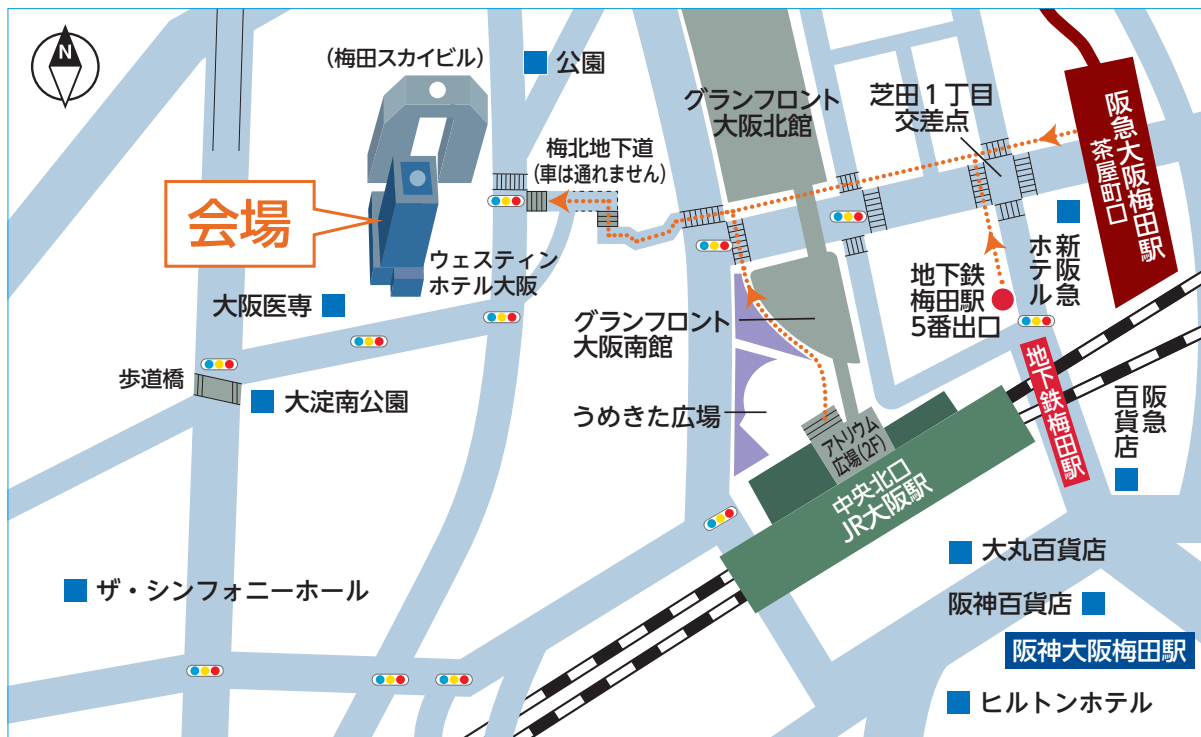 N
(梅田スカイビル)
公園
グランフロント
大阪北館
芝田1丁目
交差点
阪急大阪梅田駅
茶屋町口
梅北地下道
(車は通れません)
会場
ウェスティン
ホテル大阪
新阪急
ホテル
地下鉄
梅田駅
5番出口
大阪医専
グランフロント
大阪南館
歩道橋
大淀南公園
うめきた広場
アトリウム
広場(2F)
中央北口
JR大阪駅
地下鉄梅田駅
阪急
百貨店
大丸百貨店
ザ・シンフォニーホール
阪神百貨店
阪神大阪梅田駅
ヒルトンホテル